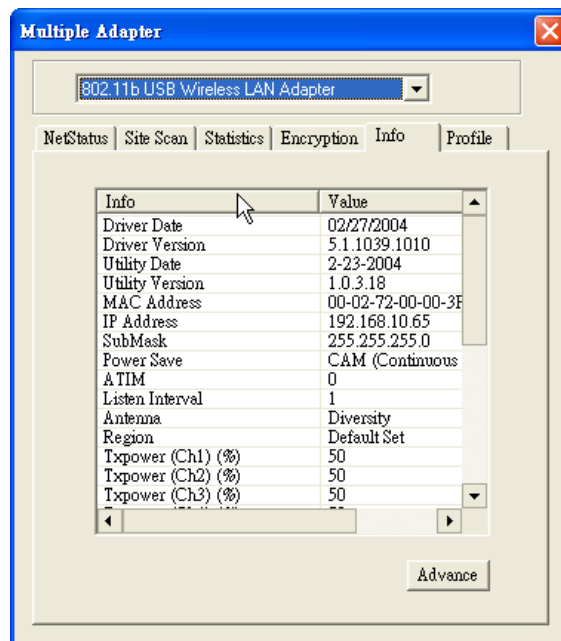 Multiple Adapter
802.11b USB Wireless LAN Adapter
NetStatus Site Scan Statistics Encryption Info Profile
Info Value
Driver Date 02/27/2004
Driver Version 5.1.1039.1010
Utility Date 2-23-2004
Utility Version 1.0.3.18
MAC Address 00-02-72-00-00-3F
IP Address 192.168.10.65
SubMask 255.255.255.0
Power Save CAM (Continuous
ATIM 0
Listen Interval 1
Antenna Diversity
Region Default Set
Txpower (Ch1) (%) 50
Txpower (Ch2) (%) 50
Txpower (Ch3) (%) 50
Advance